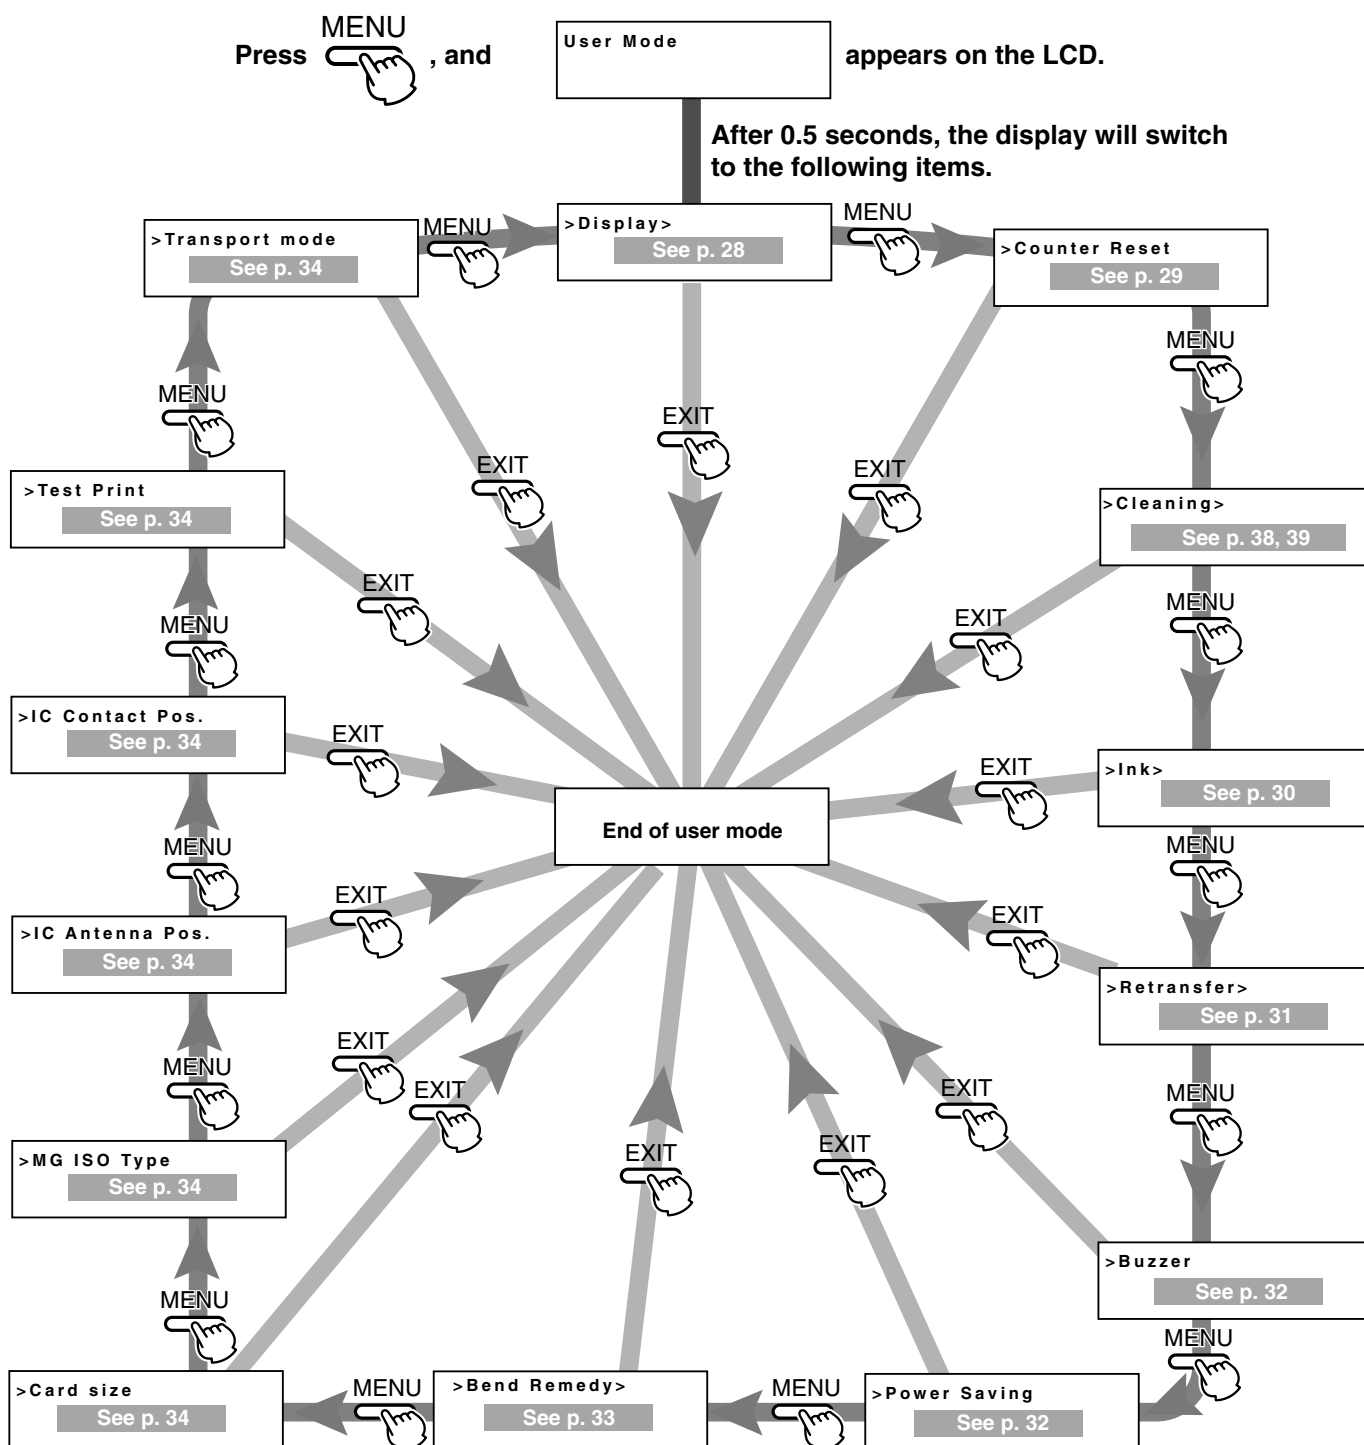 MENU
Press , and
User Mode
appears on the LCD.
After 0.5 seconds, the display will switch
to the following items.
>Transport mode
See p. 34
MENU
>Display>
See p. 28
MENU
>Counter Reset
See p. 29
MENU
MENU
EXIT
EXIT
EXIT
>Test Print
See p. 34
>Cleaning>
See p. 38, 39
EXIT
MENU
MENU
EXIT
>IC Contact Pos.
See p. 34
EXIT
EXIT
>Ink>
See p. 30
End of user mode
MENU
MENU
EXIT
EXIT
>IC Antenna Pos.
See p. 34
>Retransfer>
See p. 31
EXIT
MENU
EXIT
EXIT
MENU
>MG ISO Type
See p. 34
EXIT
EXIT
>Buzzer
See p. 32
MENU
MENU
>Card size
See p. 34
MENU
>Bend Remedy>
See p. 33
MENU
>Power Saving
See p. 32